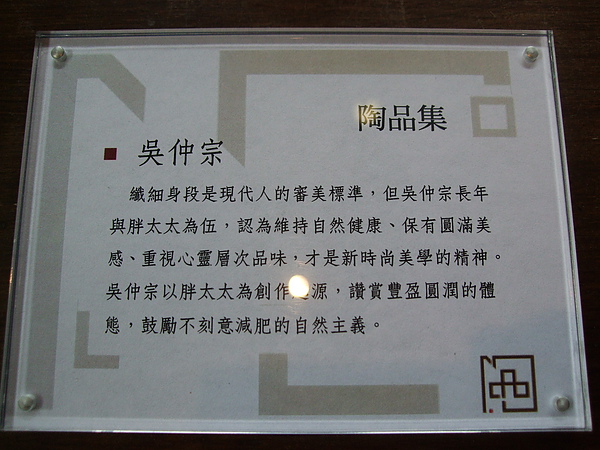 陶品集
吳仲宗
纖細身段是現代人的審美標準，但吳仲宗長年
與胖太太為伍，認為維持自然健康、保有圓滿美
感、重視心靈層次品味，才是新時尚美學的精神。
吳仲宗以胖太太為創作源，讚賞豐盈圓潤的體
態，鼓勵不刻意減肥的自然主義。